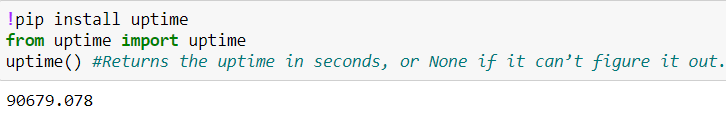 !pip install uptime
from uptime import uptime
uptime() #Returns the uptime in seconds, or None if it can’t figure it out.
90679.078